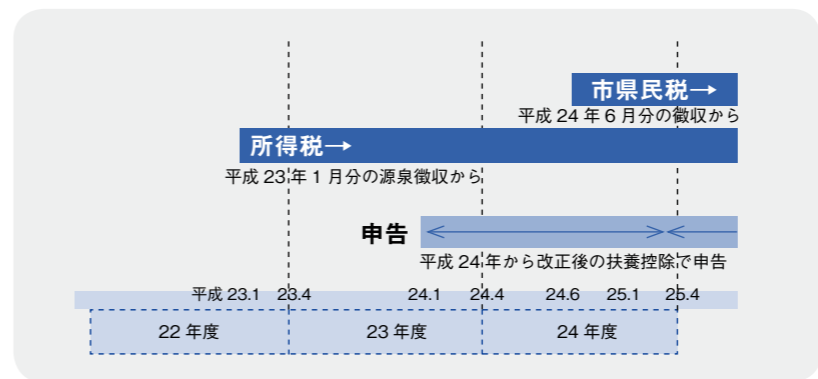 市県民税→
平成 24 年 6 月分の徴収から
所得税→
平成 23 年 1 月分の源泉徴収から
申告
平成 24 年から改正後の扶養控除で申告
平成 23.1 23.4 24.1 24.4 24.6 25.1 25.4
22 年度 23 年度 24 年度